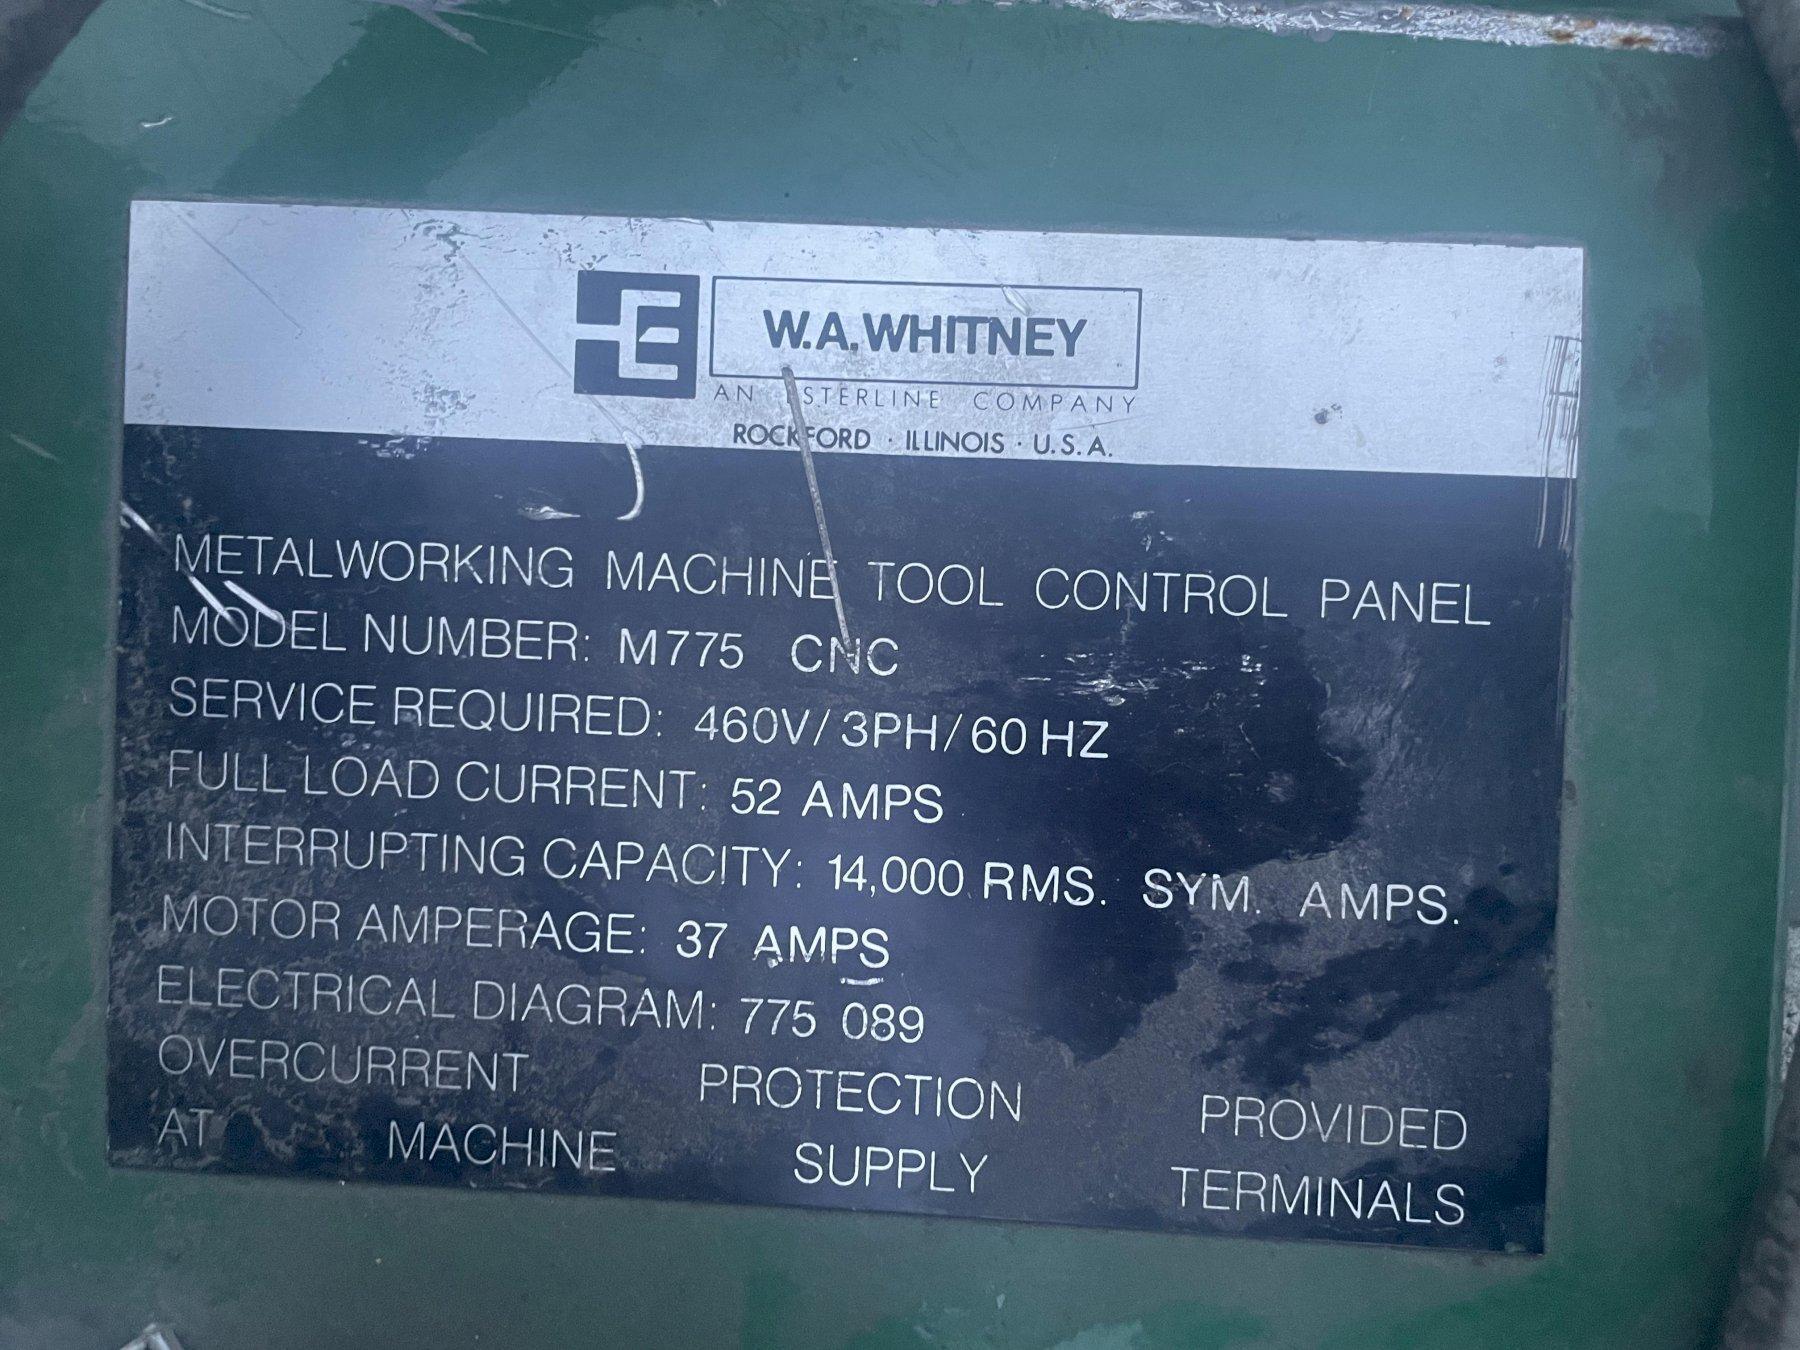 W.A.WHITNEY
AN ESTERLINE COMPANY
ROCKFORD · ILLINOIS · U.S.A.
METALWORKING MACHINE TOOL CONTROL PANEL
MODEL NUMBER: M775 CNC
SERVICE REQUIRED: 460V/3PH/60 HZ
FULL LOAD CURRENT: 52 AMPS
INTERRUPTING CAPACITY: 14,000 RMS. SYM. AMPS.
MOTOR AMPERAGE: 37 AMPS
ELECTRICAL DIAGRAM: 775 089
OVERCURRENT PROTECTION PROVIDED
AT MACHINE SUPPLY TERMINALS